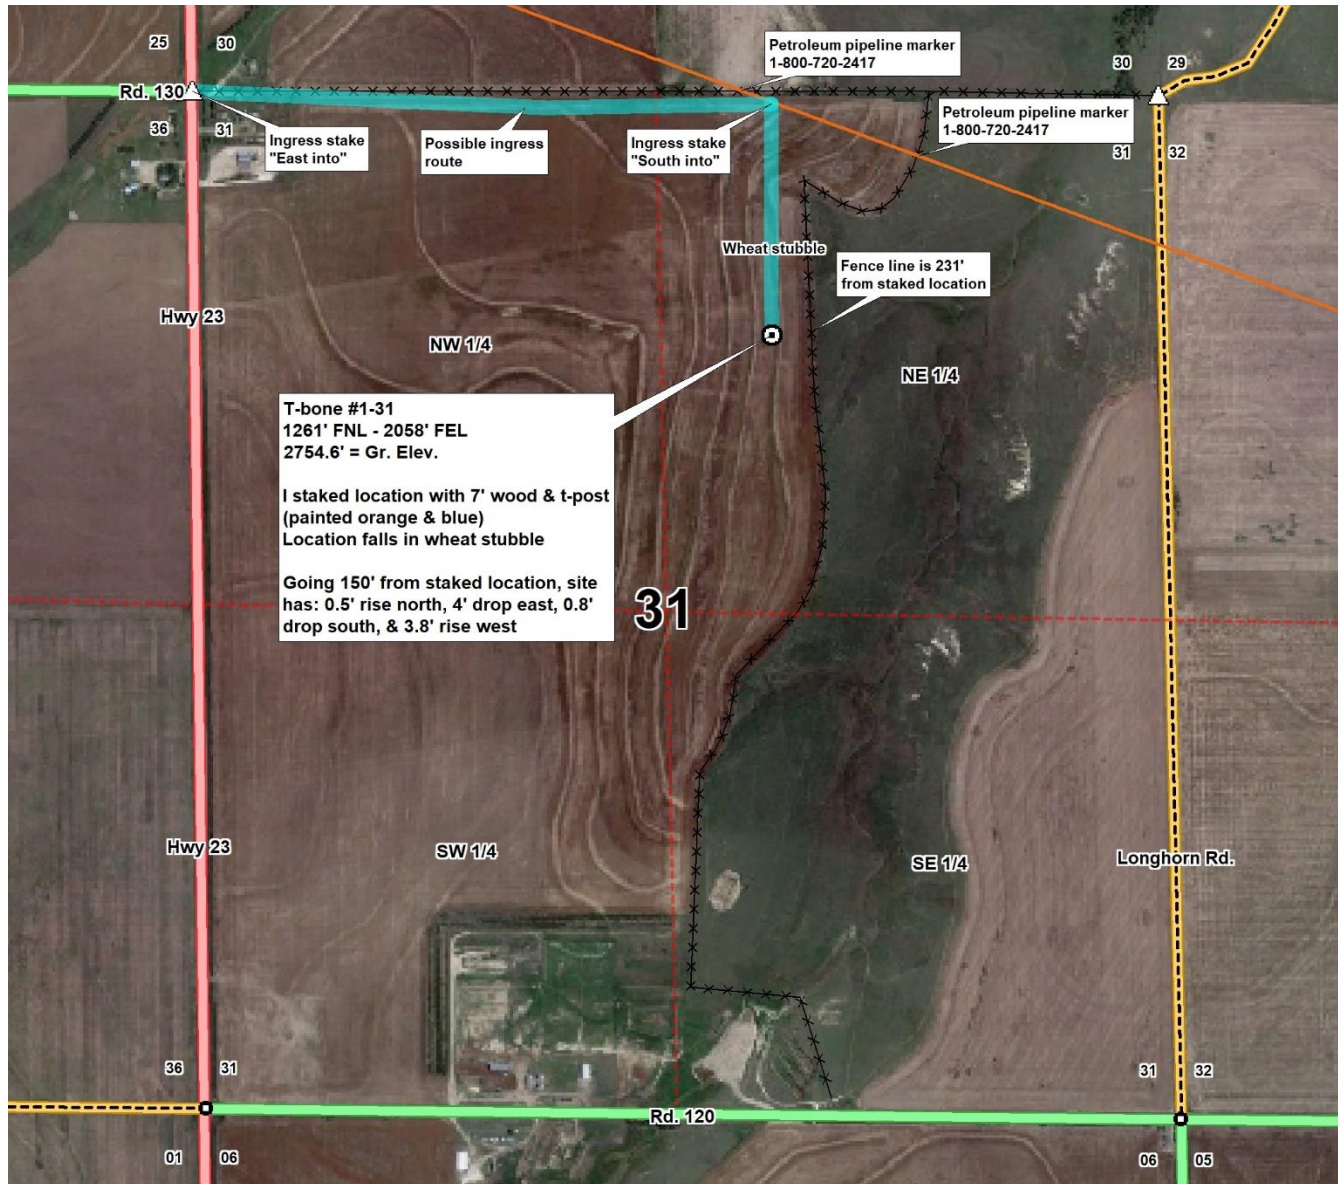 25
30
Petroleum pipeline marker
1-800-720-2417
30
29
Rd. 130
Petroleum pipeline marker
1-800-720-2417
36
31
Ingress stake
"East into"
Possible ingress
route
Ingress stake
"South into"
31
32
Wheat stubble
Fence line is 231'
from staked location
Hwy 23
NW 1/4
NE 1/4
T-bone #1-31
1261' FNL - 2058' FEL
2754.6' = Gr. Elev.
I staked location with 7' wood & t-post
(painted orange & blue)
Location falls in wheat stubble
Going 150' from staked location, site
has: 0.5' rise north, 4' drop east, 0.8'
drop south, & 3.8' rise west
31
Hwy 23
SW 1/4
SE 1/4
Longhorn Rd.
36
31
31
32
Rd. 120
01
06
06
05